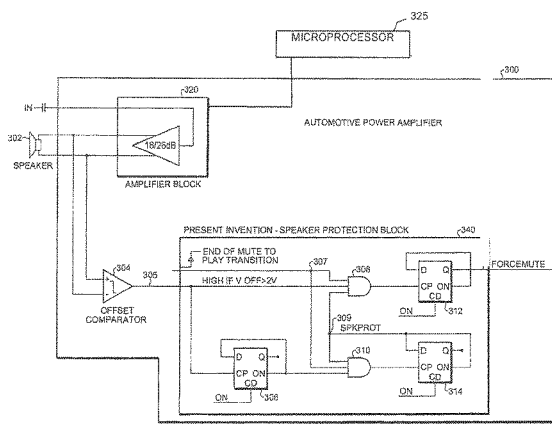 325
MICROPROCESSOR
300
320
IN
302
16/26dB
AUTOMOTIVE POWER AMPLIFIER
SPEAKER
AMPLIFIER BLOCK
PRESENT INVENTION - SPEAKER PROTECTION BLOCK
340
END OF MUTE TO
PLAY TRANSITION
307
304
305
HIGH IF V OFF>2V
308
D Q
CP ON
CD
FORCEMUTE
OFFSET
COMPARATOR
ON
312
309
SPKPROT
310
D Q
CP ON
CD
306
ON
D Q
CP ON
CD
314
ON